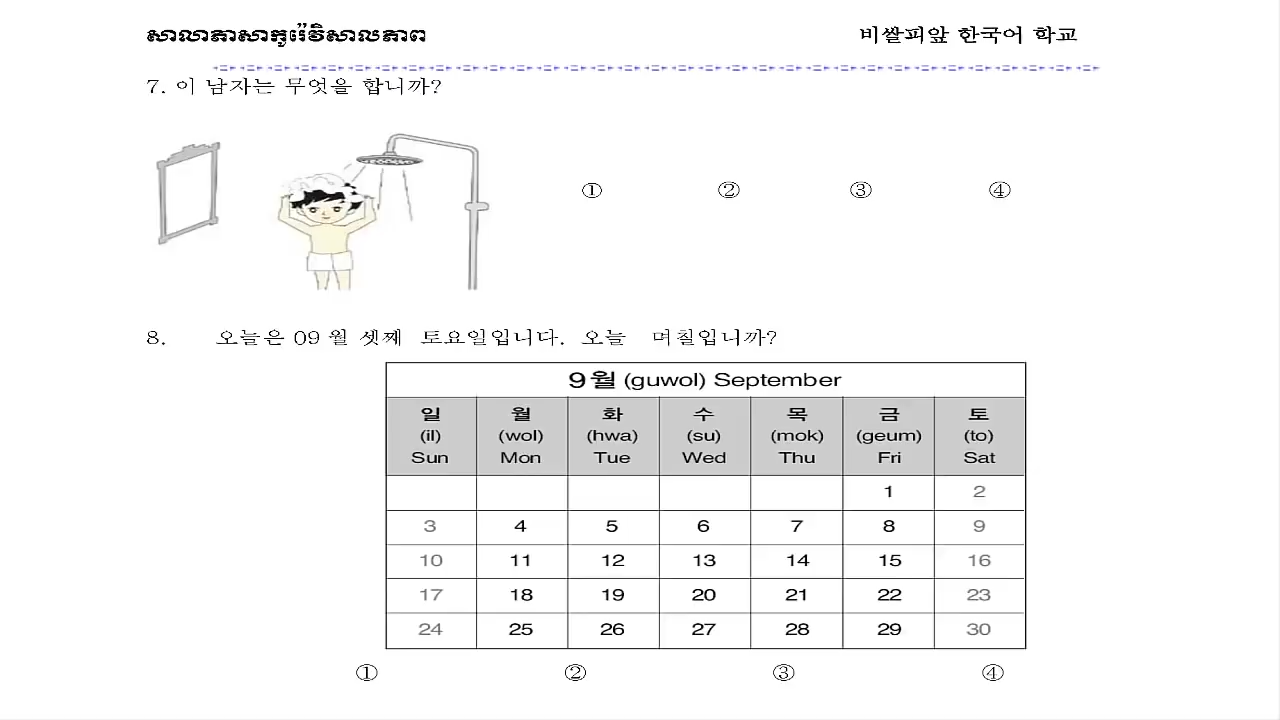 សាលាភាសាកូរ៉េវិសាលភាព 비쌀피앞 한국어 학교
7. 이 남자는 무엇을 합니까?
① ② ③ ④
8. 오늘은 09월 셋째 토요일입니다. 오늘 며칠입니까?
9월 (guwol) September
일 월 화 수 목 금 토
(il) (wol) (hwa) (su) (mok) (geum) (to)
Sun Mon Tue Wed Thu Fri Sat
1 2
3 4 5 6 7 8 9
10 11 12 13 14 15 16
17 18 19 20 21 22 23
24 25 26 27 28 29 30
① ② ③ ④